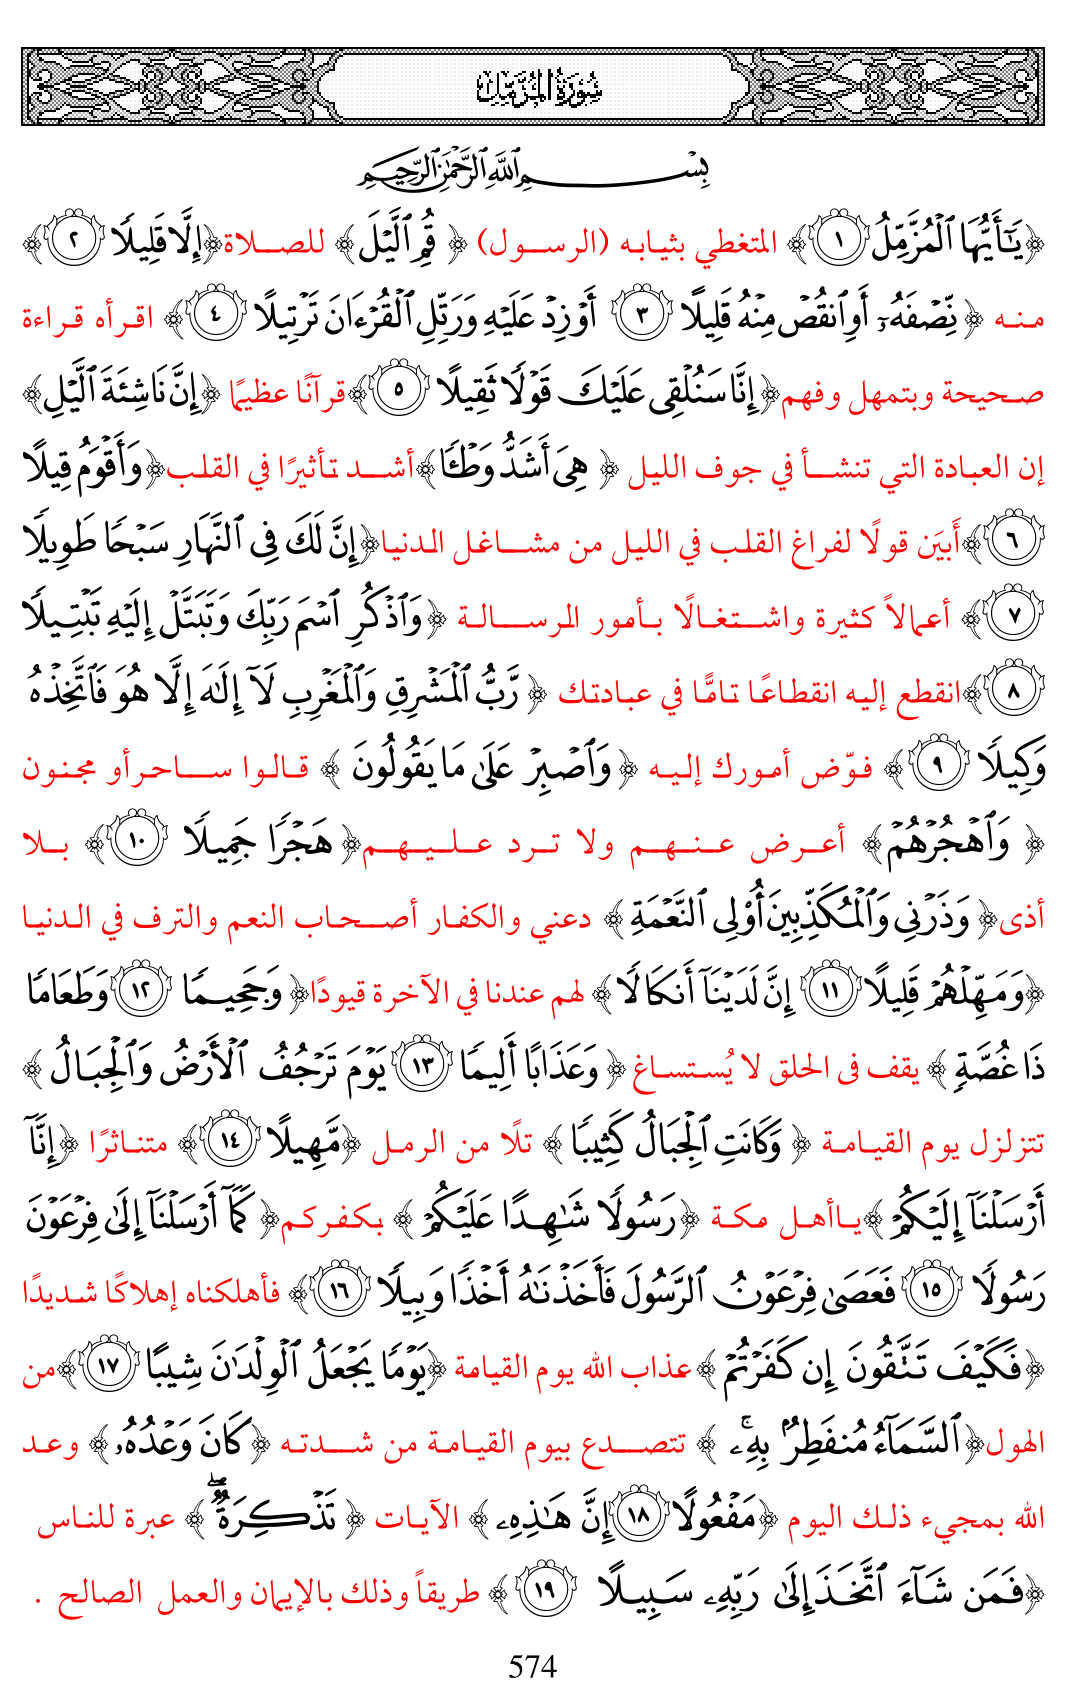 سُورَةُ المُزَّمِّل
بِسْمِ اللَّهِ الرَّحْمَٰنِ الرَّحِيمِ
﴿يَٰٓأَيُّهَا ٱلْمُزَّمِّلُ ١﴾ المتغطي بثيابه (الرسول) ﴿ قُمِ ٱلَّيْلَ﴾ للصلاة﴿إِلَّا قَلِيلًا ٢﴾
منه ﴿ نِّصْفَهُۥٓ أَوِ ٱنقُصْ مِنْهُ قَلِيلًا ٣ أَوْ زِدْ عَلَيْهِ وَرَتِّلِ ٱلْقُرْءَانَ تَرْتِيلًا ٤﴾ اقرأه قراءة
صحيحة وبتمهل وفهم﴿إِنَّا سَنُلْقِى عَلَيْكَ قَوْلًا ثَقِيلًا ٥﴾قرآنًا عظيمًا ﴿إِنَّ نَاشِئَةَ ٱلَّيْلِ﴾
إن العبادة التي تنشأ في جوف الليل ﴿ هِىَ أَشَدُّ وَطْـًٔا﴾أشد تأثيرًا في القلب﴿وَأَقْوَمُ قِيلًا
٦﴾أَبيَن قولًا لفراغ القلب في الليل من مشاغل الدنيا﴿إِنَّ لَكَ فِى ٱلنَّهَارِ سَبْحًا طَوِيلًا
٧﴾ أعمالاً كثيرة واشتغالًا بأمور الرسالة ﴿وَٱذْكُرِ ٱسْمَ رَبِّكَ وَتَبَتَّلْ إِلَيْهِ تَبْتِيلًا
٨﴾انقطع إليه انقطاعًا تامًّا في عبادتك ﴿ رَّبُّ ٱلْمَشْرِقِ وَٱلْمَغْرِبِ لَآ إِلَٰهَ إِلَّا هُوَ فَٱتَّخِذْهُ
وَكِيلًا ٩﴾ فوّض أمورك إليه ﴿وَٱصْبِرْ عَلَىٰ مَا يَقُولُونَ ﴾ قالوا ساحرأو مجنون
﴿ وَٱهْجُرْهُمْ﴾ أعرض عنهم ولا ترد عليهم﴿ هَجْرًا جَمِيلًا ١٠﴾ بلا
أذى﴿ وَذَرْنِى وَٱلْمُكَذِّبِينَ أُو۟لِى ٱلنَّعْمَةِ ﴾ دعني والكفار أصحاب النعم والترف في الدنيا
﴿وَمَهِّلْهُمْ قَلِيلًا ١١ إِنَّ لَدَيْنَآ أَنكَالًا ﴾ لهم عندنا في الآخرة قيودًا﴿ وَجَحِيمًا ١٢ وَطَعَامًا
ذَا غُصَّةٍ ﴾ يقف فى الحلق لا يُستساغ ﴿ وَعَذَابًا أَلِيمًا ١٣ يَوْمَ تَرْجُفُ ٱلْأَرْضُ وَٱلْجِبَالُ ﴾
تتزلزل يوم القيامة ﴿ وَكَانَتِ ٱلْجِبَالُ كَثِيبًا ﴾ تلًا من الرمل ﴿مَّهِيلًا ١٤﴾ متناثرًا ﴿إِنَّآ
أَرْسَلْنَآ إِلَيْكُمْ ﴾ياأهل مكة ﴿رَسُولًا شَٰهِدًا عَلَيْكُمْ ﴾ بكفركم﴿ كَمَآ أَرْسَلْنَآ إِلَىٰ فِرْعَوْنَ
رَسُولًا ١٥ فَعَصَىٰ فِرْعَوْنُ ٱلرَّسُولَ فَأَخَذْنَٰهُ أَخْذًا وَبِيلًا ١٦﴾ فأهلكناه إهلاكًا شديدًا
﴿فَكَيْفَ تَتَّقُونَ إِن كَفَرْتُمْ ﴾عذاب الله يوم القيامة ﴿يَوْمًا يَجْعَلُ ٱلْوِلْدَٰنَ شِيبًا ١٧﴾من
الهول﴿ٱلسَّمَآءُ مُنفَطِرٌۢ بِهِۦۚ ﴾ تتصدع بيوم القيامة من شدته ﴿كَانَ وَعْدُهُۥ ﴾ وعد
الله بمجيء ذلك اليوم ﴿مَفْعُولًا ١٨ إِنَّ هَٰذِهِۦ ﴾ الآيات ﴿ تَذْكِرَةٌۖ ﴾ عبرة للناس
﴿فَمَن شَآءَ ٱتَّخَذَ إِلَىٰ رَبِّهِۦ سَبِيلًا ١٩﴾ طريقاً وذلك بالإيمان والعمل الصالح .
574